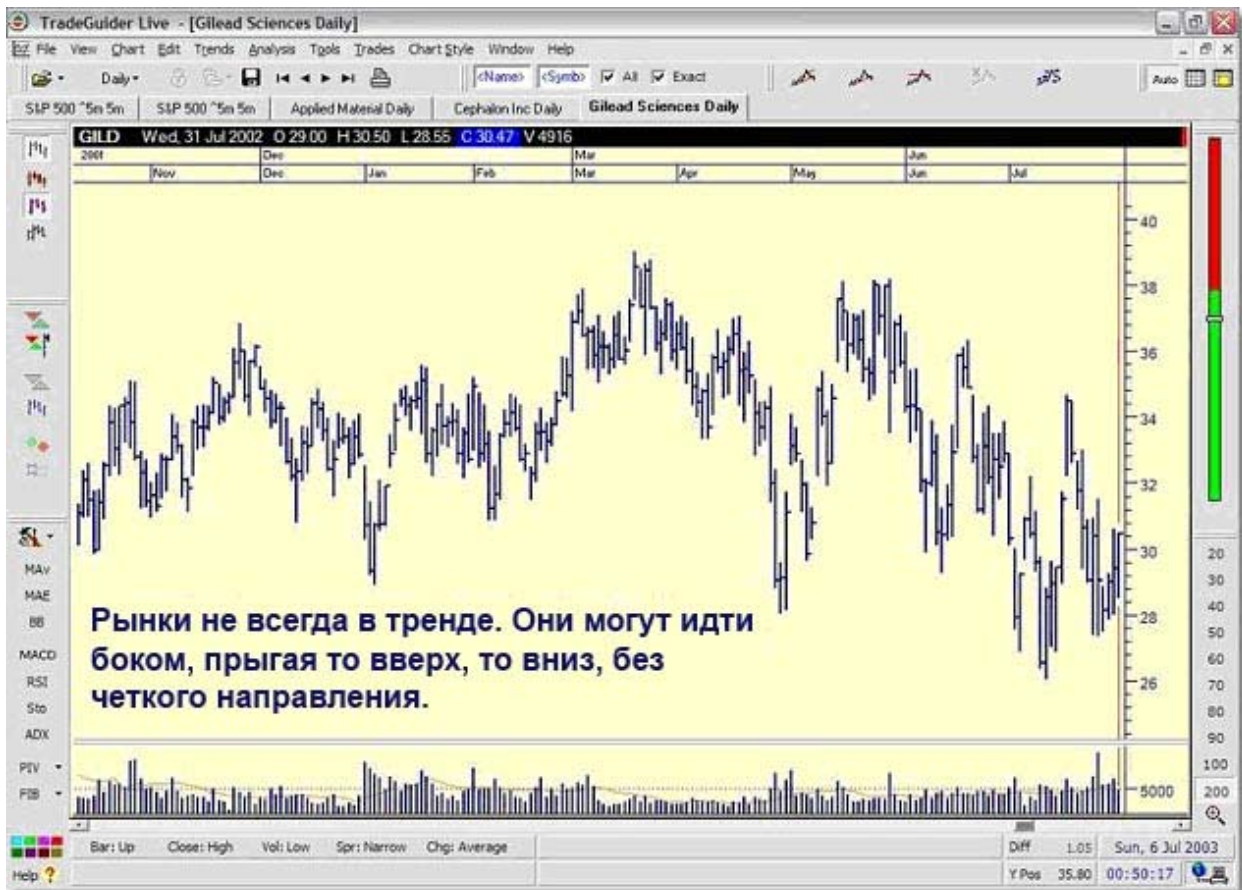 TradeGuider Live - [Gilead Sciences Daily]
File View Chart Edit Trends Analysis Tools Trades Chart Style Window Help
Daily <Name> <Symb> All Exact Auto
S&P 500 ^5m 5m S&P 500 ^5m 5m Applied Material Daily Cephalon Inc Daily Gilead Sciences Daily
GILD Wed, 31 Jul 2002 O 29.00 H 30.50 L 28.55 C 30.47 V 4916
2001 Dec Mar Jun
Nov Dec Jan Feb Mar Apr May Jun Jul
40
38
36
34
32
30
28
26
5000
Рынки не всегда в тренде. Они могут идти
боком, прыгая то вверх, то вниз, без
четкого направления.
MAv
MAE
BB
MACD
RSI
Sto
ADX
PIV
FIB
20
30
40
50
60
70
80
90
100
200
Bar: Up Close: High Vol: Low Spr: Narrow Chg: Average Diff 1.05 Sun, 6 Jul 2003
Help Y Pos 35.80 00:50:17